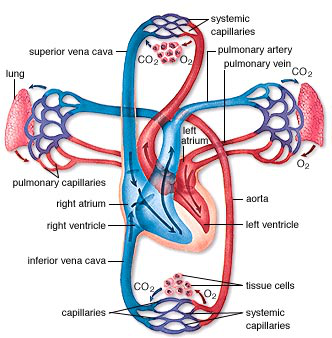 systemic
capillaries
superior vena cava
CO2
O2
pulmonary artery
pulmonary vein
lung
CO2
left
atrium
O2
pulmonary capillaries
right atrium
aorta
right ventricle
left ventricle
inferior vena cava
CO2
O2
tissue cells
capillaries
systemic
capillaries